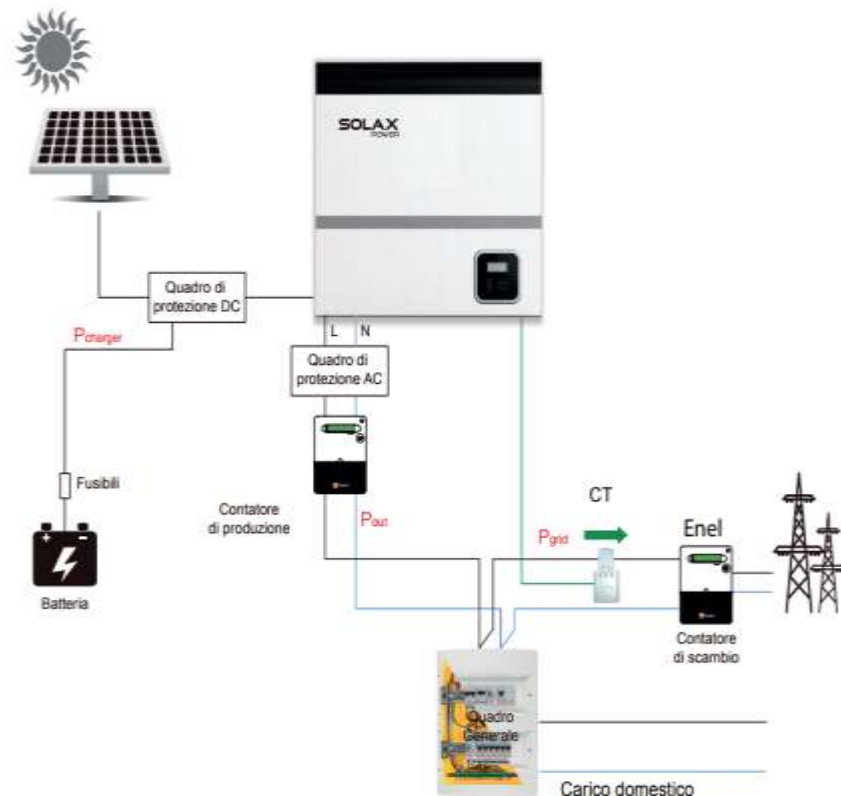 SOLAX
POWER
Quadro di
protezione DC
Pcharger
L N
Quadro di
protezione AC
Fusibili
Contatore
di produzione
Pout
CT
Pgrid
Enel
+ -
Batteria
Contatore
di scambio
Quadro
Generale
Carico domestico